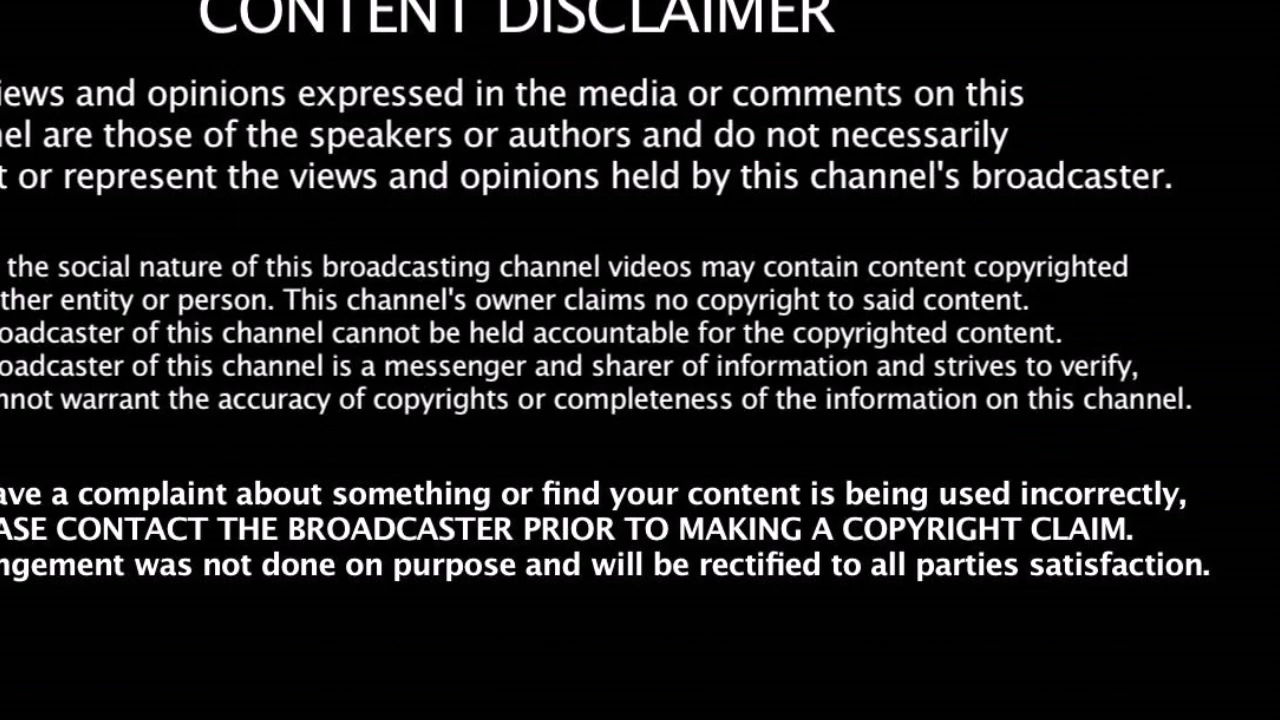 CONTENT DISCLAIMER
iews and opinions expressed in the media or comments on this
nel are those of the speakers or authors and do not necessarily
t or represent the views and opinions held by this channel's broadcaster.
the social nature of this broadcasting channel videos may contain content copyrighted
ther entity or person. This channel's owner claims no copyright to said content.
oadcaster of this channel cannot be held accountable for the copyrighted content.
oadcaster of this channel is a messenger and sharer of information and strives to verify,
nnot warrant the accuracy of copyrights or completeness of the information on this channel.
ave a complaint about something or find your content is being used incorrectly,
ASE CONTACT THE BROADCASTER PRIOR TO MAKING A COPYRIGHT CLAIM.
ngement was not done on purpose and will be rectified to all parties satisfaction.